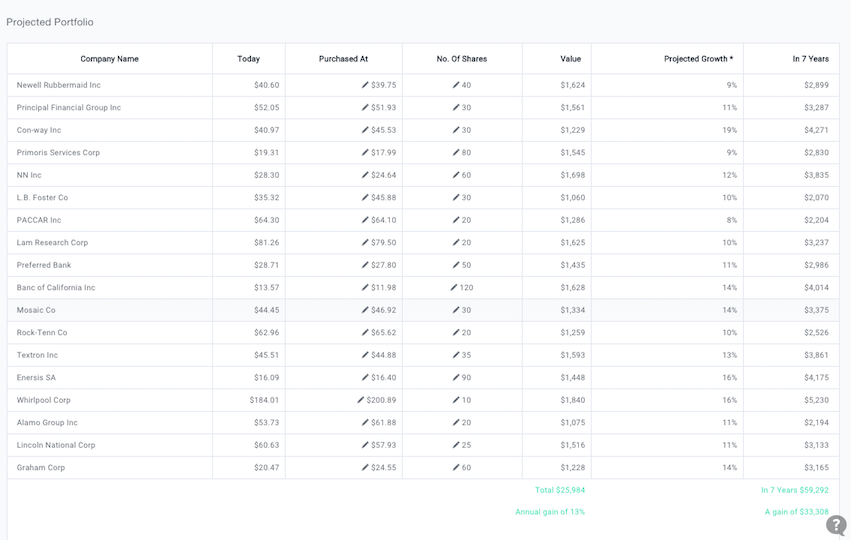 Projected Portfolio
Company Name Today Purchased At No. Of Shares Value Projected Growth * In 7 Years
Newell Rubbermaid Inc $40.60 $39.75 40 $1,624 9% $2,899
Principal Financial Group Inc $52.05 $51.93 30 $1,561 11% $3,287
Con-way Inc $40.97 $45.53 30 $1,229 19% $4,271
Primoris Services Corp $19.31 $17.99 80 $1,545 9% $2,830
NN Inc $28.30 $24.64 60 $1,698 12% $3,835
L.B. Foster Co $35.32 $45.88 30 $1,060 10% $2,070
PACCAR Inc $64.30 $64.10 20 $1,286 8% $2,204
Lam Research Corp $81.26 $79.50 20 $1,625 10% $3,237
Preferred Bank $28.71 $27.80 50 $1,435 11% $2,986
Banc of California Inc $13.57 $11.98 120 $1,628 14% $4,014
Mosaic Co $44.45 $46.92 30 $1,334 14% $3,375
Rock-Tenn Co $62.96 $65.62 20 $1,259 10% $2,526
Textron Inc $45.51 $44.88 35 $1,593 13% $3,861
Enersis SA $16.09 $16.40 90 $1,448 16% $4,175
Whirlpool Corp $184.01 $200.89 10 $1,840 16% $5,230
Alamo Group Inc $53.73 $61.88 20 $1,075 11% $2,194
Lincoln National Corp $60.63 $57.93 25 $1,516 11% $3,133
Graham Corp $20.47 $24.55 60 $1,228 14% $3,165
Total $25,984 In 7 Years $59,292
Annual gain of 13% A gain of $33,308
?